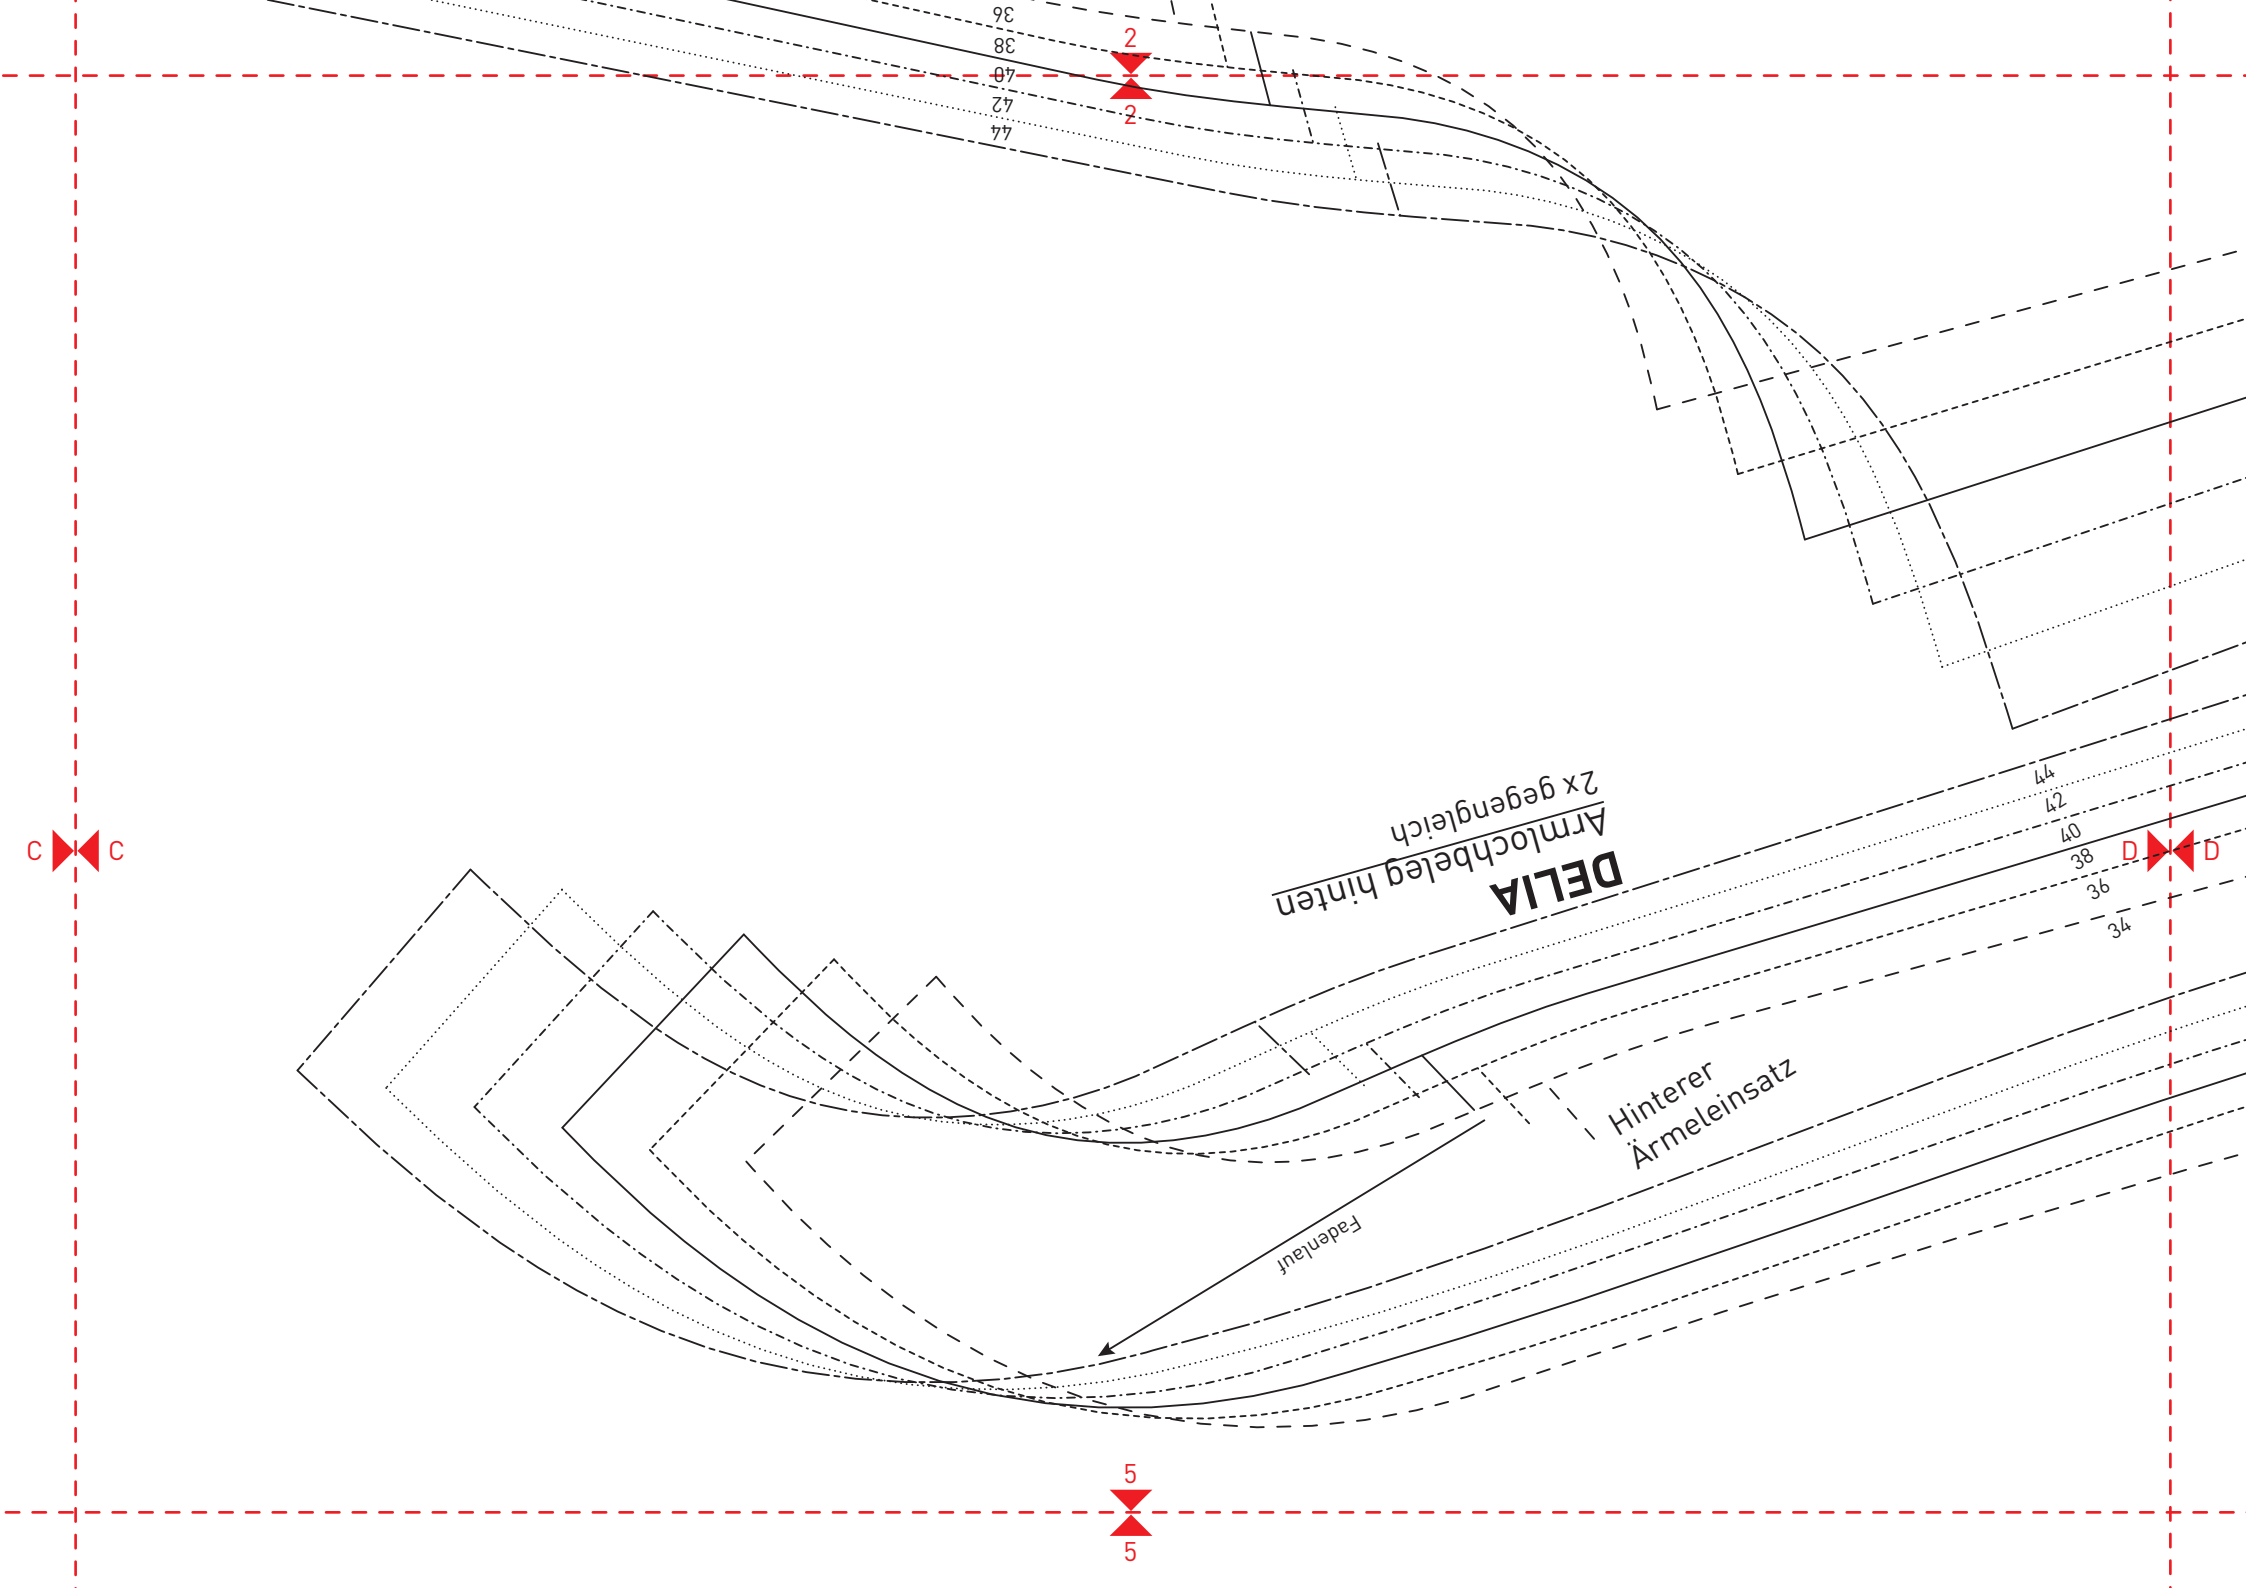 36
38
40
42
44
2
2
C
C
D
D
44
42
40
38
36
34
DELIA
Armlochbeleg hinten
2x gegengleich
Hinterer
Ärmeleinsatz
Fadenlauf
5
5